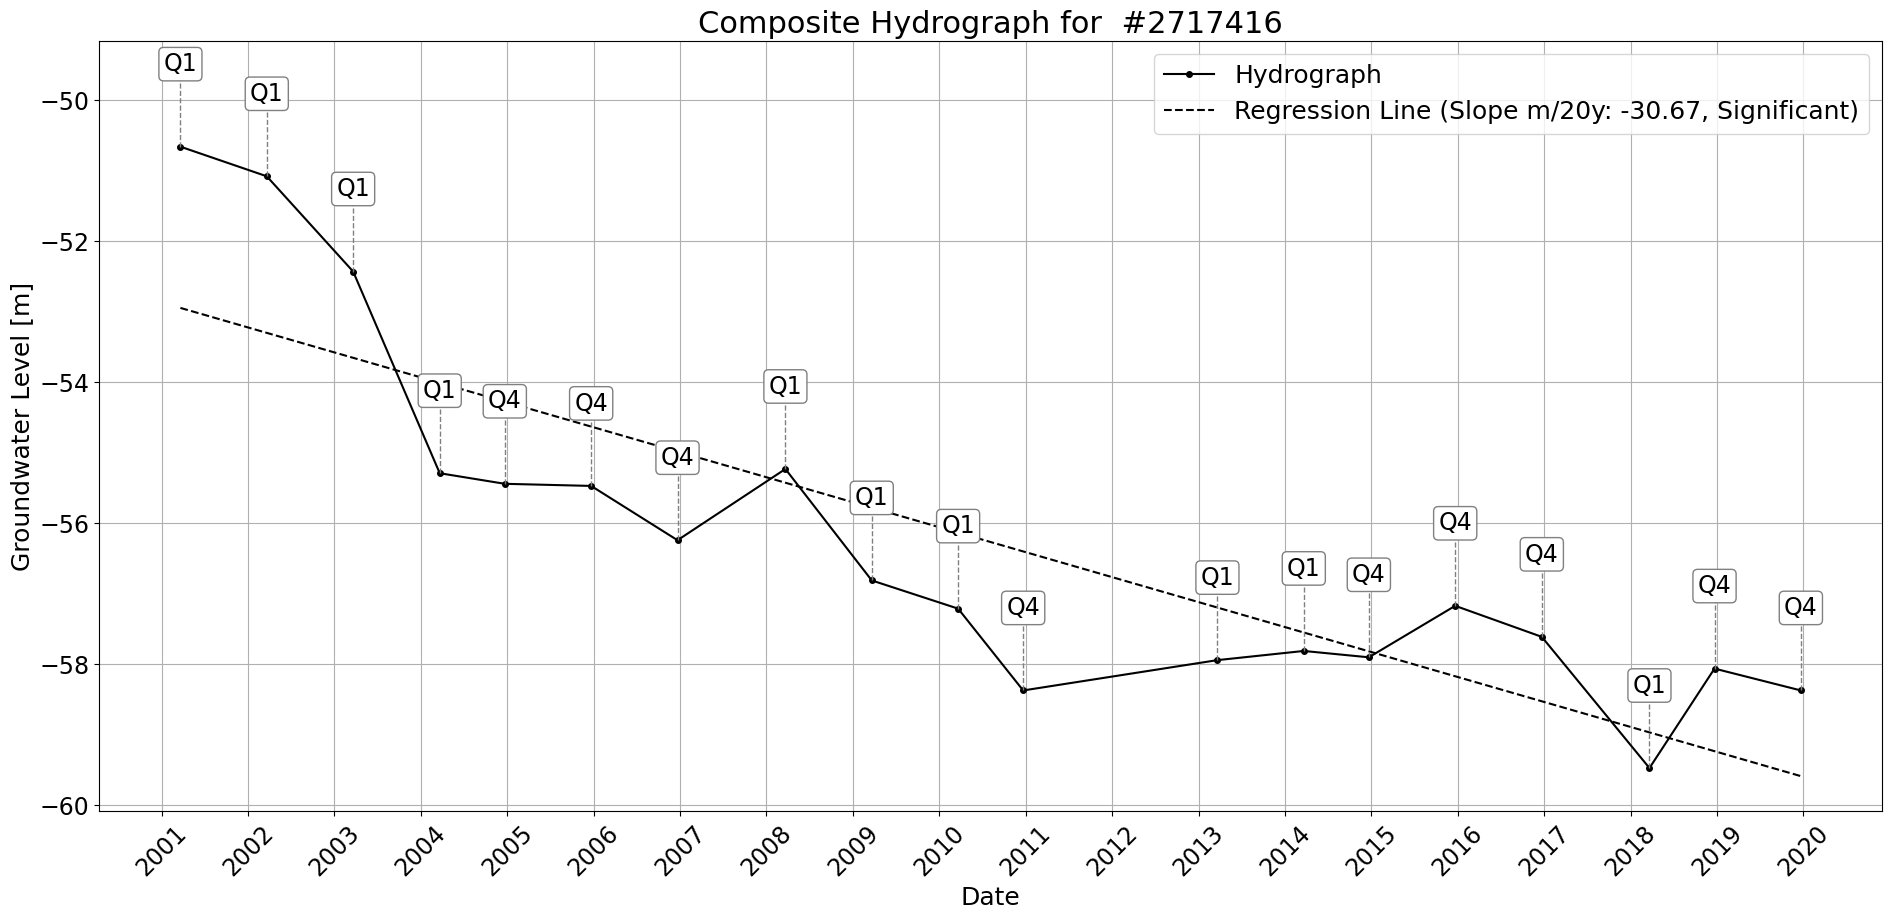 Composite Hydrograph for  #2717416
Hydrograph
Regression Line (Slope m/20y: -30.67, Significant)
Groundwater Level [m]
−50
−52
−54
−56
−58
−60
Q1
Q1
Q1
Q1
Q4
Q4
Q4
Q1
Q1
Q1
Q4
Q1
Q1
Q4
Q4
Q4
Q1
Q4
Q4
2001
2002
2003
2004
2005
2006
2007
2008
2009
2010
2011
2012
2013
2014
2015
2016
2017
2018
2019
2020
Date